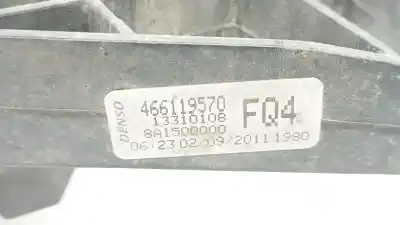 DENSO
466119570
13310108
8A1500000
FQ4
06:23 02/09/2011 1980